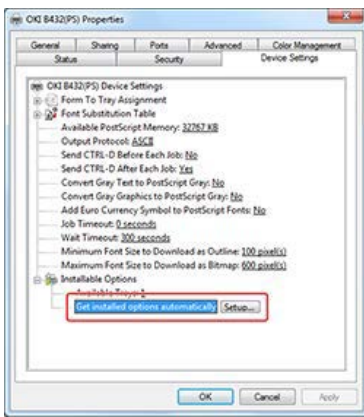 OKI B432(PS) Properties
General Sharing Ports Advanced Color Management
Status Security Device Settings
OKI B432(PS) Device Settings
Form To Tray Assignment
Font Substitution Table
Available PostScript Memory: 32767 KB
Output Protocol: ASCII
Send CTRL-D Before Each Job: No
Send CTRL-D After Each Job: Yes
Convert Gray Text to PostScript Gray: No
Convert Gray Graphics to PostScript Gray: No
Add Euro Currency Symbol to PostScript Fonts: No
Job Timeout: 0 seconds
Wait Timeout: 300 seconds
Minimum Font Size to Download as Outline: 100 pixel(s)
Maximum Font Size to Download as Bitmap: 600 pixel(s)
Installable Options
Available Trays: 1
Get installed options automatically Setup...
OK Cancel Apply